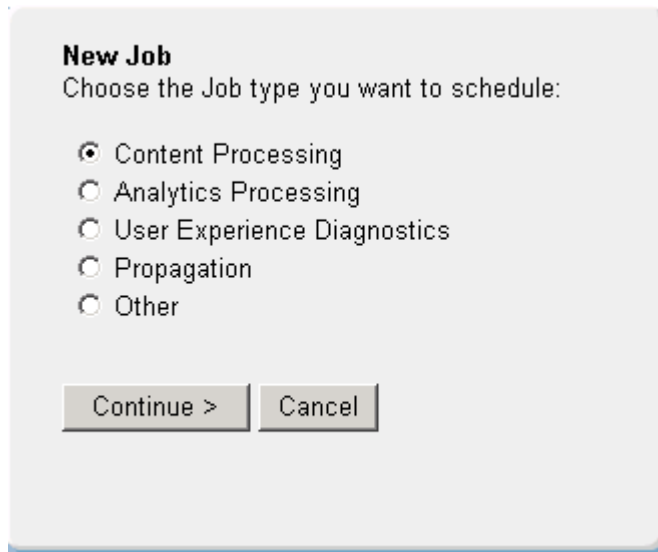 New Job
Choose the Job type you want to schedule:
Content Processing
Analytics Processing
User Experience Diagnostics
Propagation
Other
Continue >
Cancel